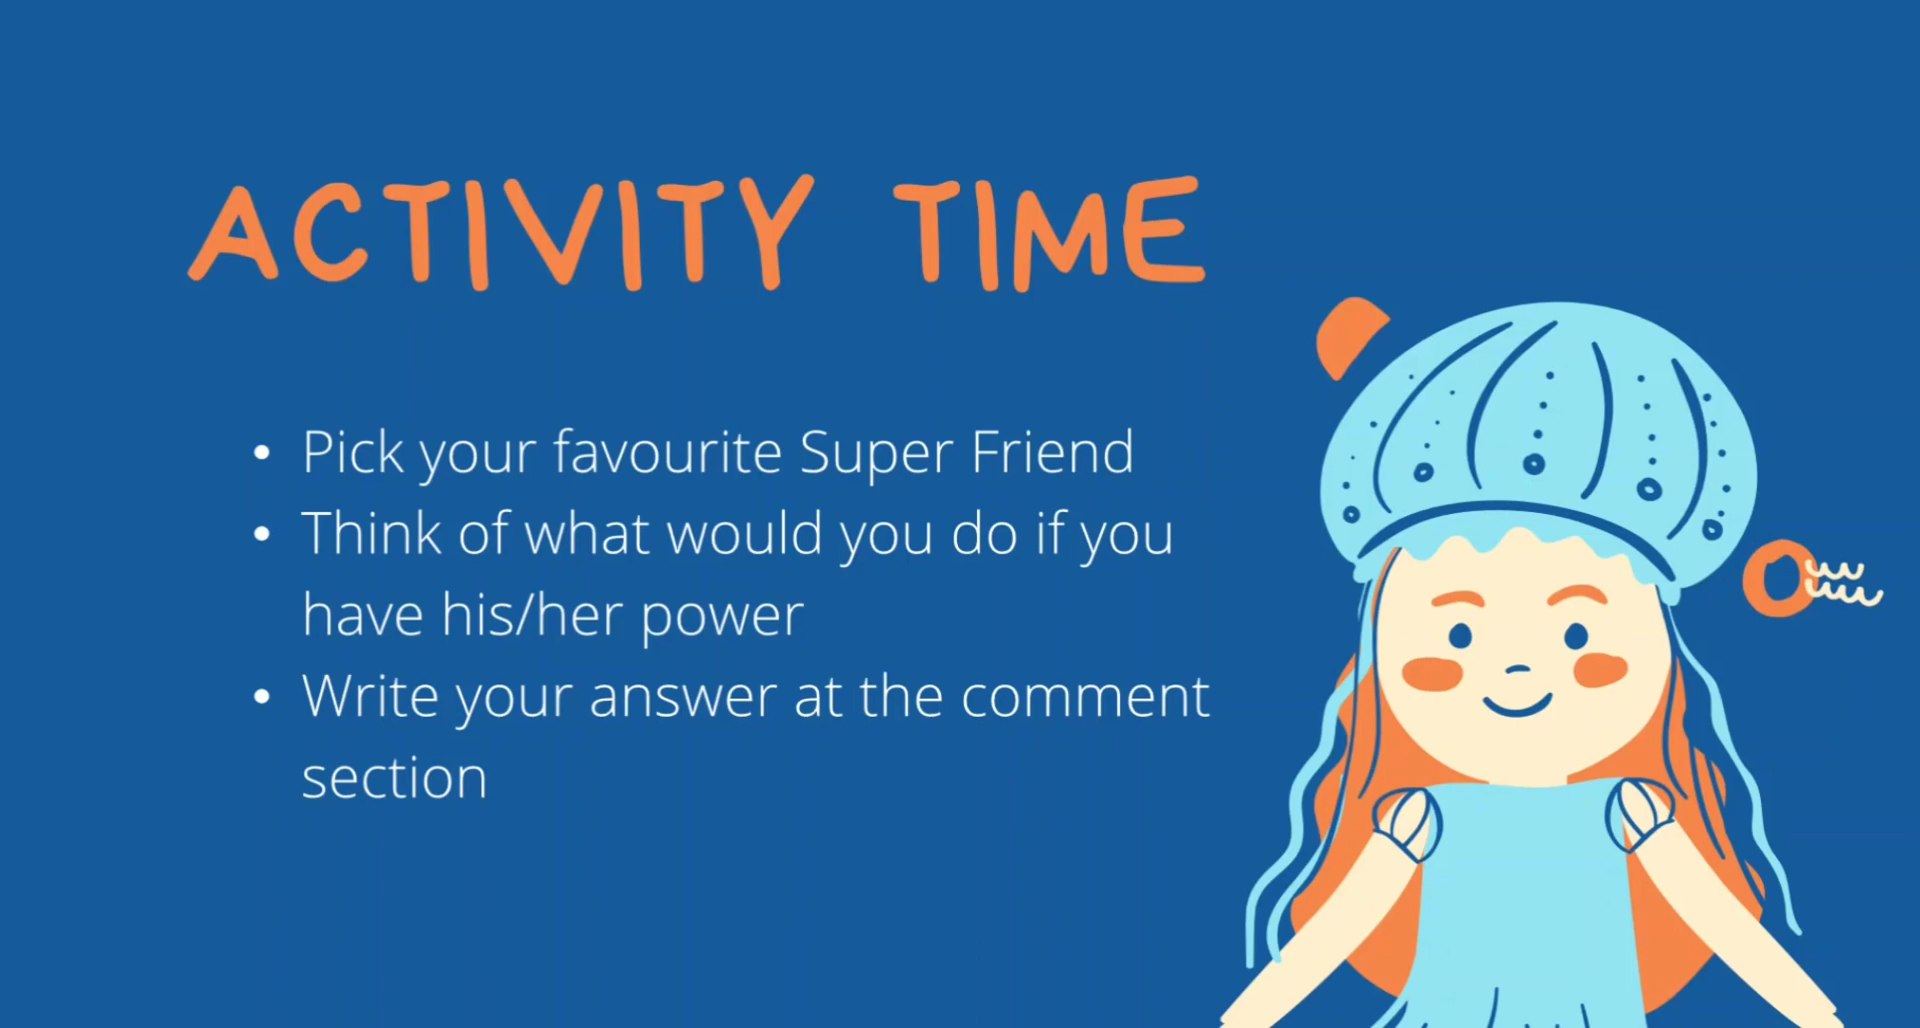 ACTIVITY TIME
• Pick your favourite Super Friend
• Think of what would you do if you
have his/her power
• Write your answer at the comment
section